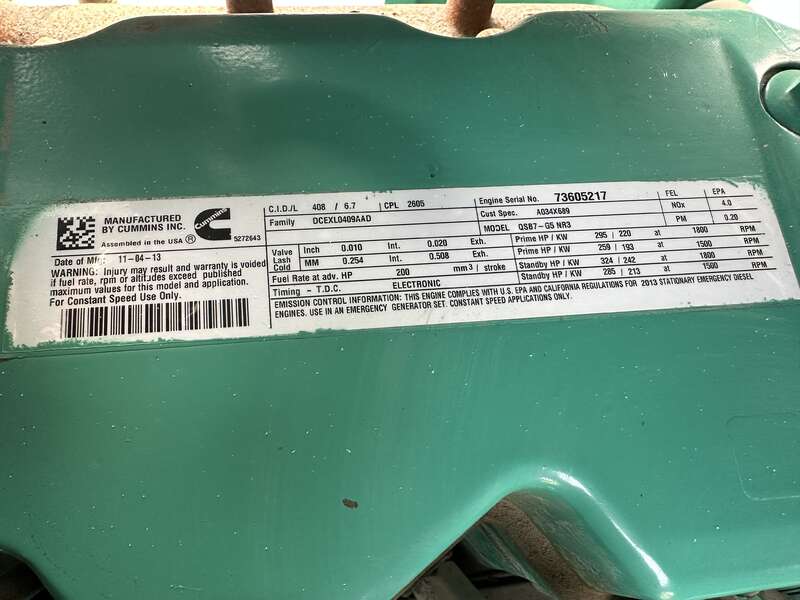 MANUFACTURED
BY CUMMINS INC.
Assembled in the USA ®
Cummins
5272643
Date of Mfg 11-04-13
WARNING: Injury may result and warranty is voided
if fuel rate, rpm or altitudes exceed published
maximum values for this model and application.
For Constant Speed Use Only.
C.I.D./L 408 / 6.7 CPL 2605
Family DCEXL0409AAD
Valve Lash Cold
Inch 0.010 Int. 0.020 Exh.
MM 0.254 Int. 0.508 Exh.
Fuel Rate at adv. HP 200 mm3 / stroke
Timing - T.D.C. ELECTRONIC
Engine Serial No. 73605217
Cust Spec. A034X689
MODEL QSB7-G5 NR3
Prime HP / KW 295 / 220 at 1800 RPM
Prime HP / KW 259 / 193 at 1500 RPM
Standby HP / KW 324 / 242 at 1800 RPM
Standby HP / KW 285 / 213 at 1500 RPM
FEL EPA
NOx 4.0
PM 0.20
EMISSION CONTROL INFORMATION: THIS ENGINE COMPLIES WITH U.S. EPA AND CALIFORNIA REGULATIONS FOR 2013 STATIONARY EMERGENCY DIESEL
ENGINES. USE IN AN EMERGENCY GENERATOR SET. CONSTANT SPEED APPLICATIONS ONLY.